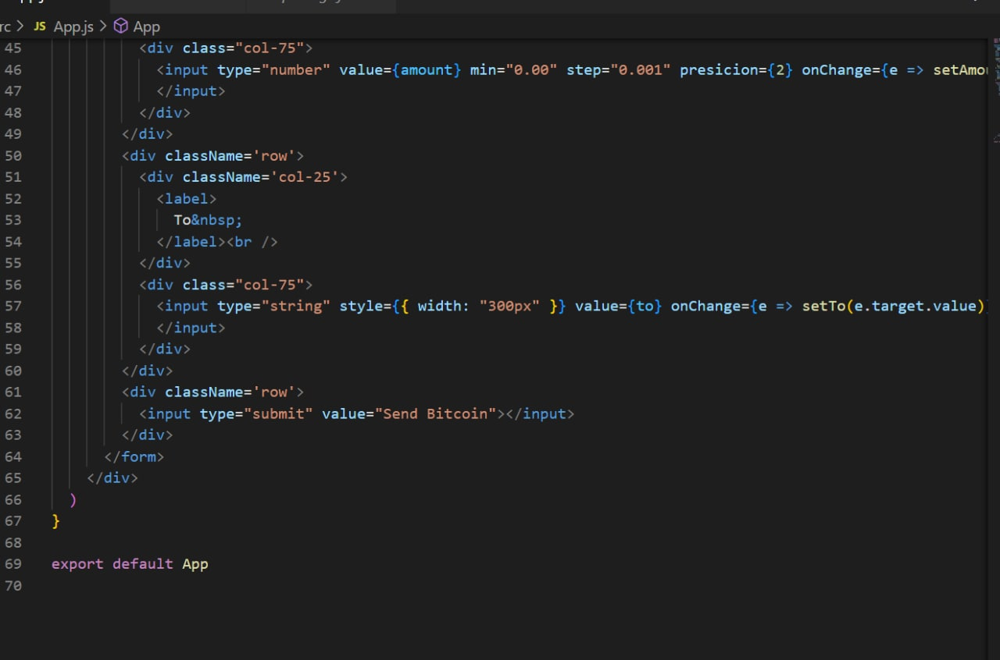 rc > JS App.js > App
45 <div class="col-75">
46 <input type="number" value={amount} min="0.00" step="0.001" presicion={2} onChange={e =>
47 </input>
48 </div>
49 </div>
50 <div className='row'>
51 <div className='col-25'>
52 <label>
53 To&nbsp;
54 </label><br />
55 </div>
56 <div class="col-75">
57 <input type="string" style={{ width: "300px" }} value={to} onChange={e => setTo(e.target.value)
58 </input>
59 </div>
60 </div>
61 <div className='row'>
62 <input type="submit" value="Send Bitcoin"></input>
63 </div>
64 </form>
65 </div>
66 )
67 }
68
69 export default App
70